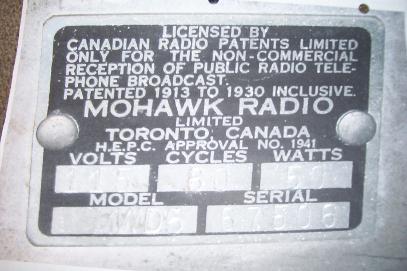 LICENSED BY
CANADIAN RADIO PATENTS LIMITED
ONLY FOR THE NON-COMMERCIAL
RECEPTION OF PUBLIC RADIO TELE-
PHONE BROADCAST.
PATENTED 1913 TO 1930 INCLUSIVE.
MOHAWK RADIO
LIMITED
TORONTO, CANADA
H.E.P.C. APPROVAL NO. 1941
VOLTS CYCLES WATTS
115
MODEL SERIAL